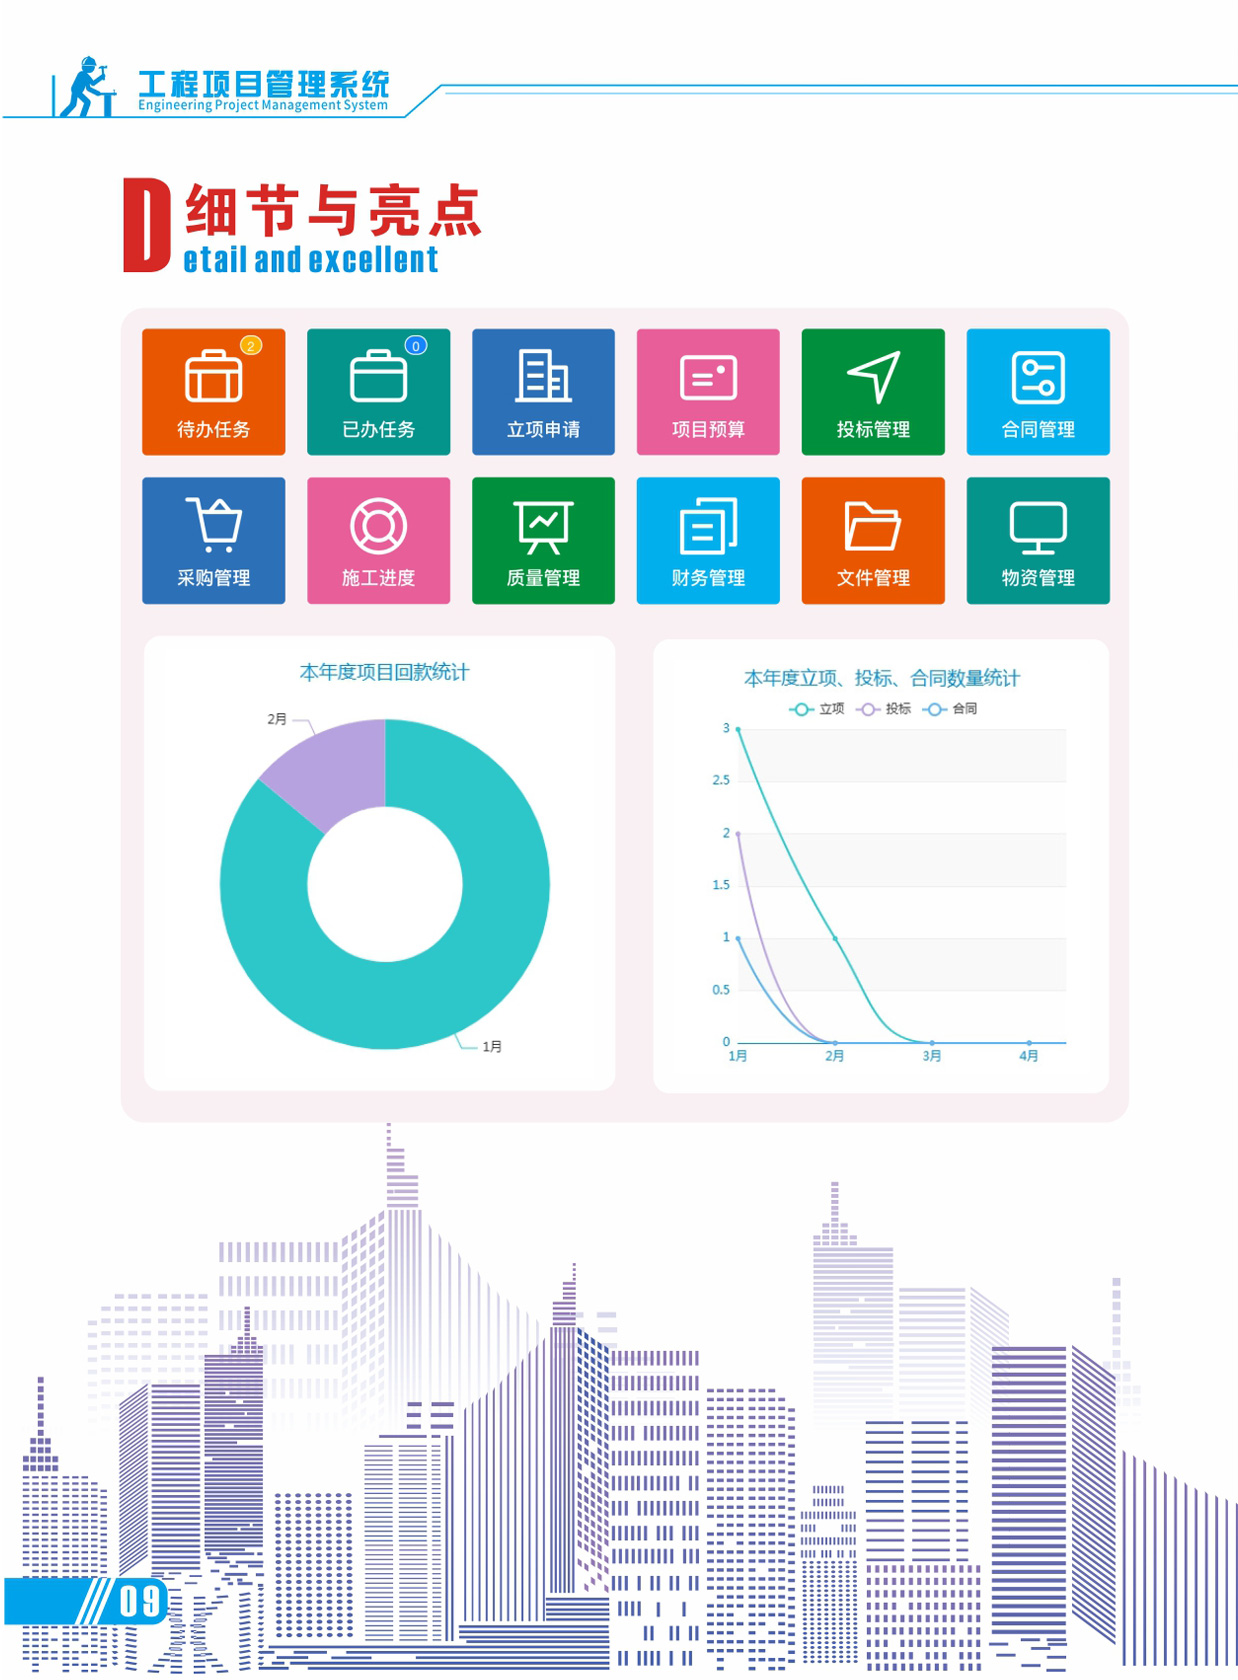 工程项目管理系统
Engineering Project Management System
D 细节与亮点
etail and excellent
2
0
待办任务 已办任务 立项申请 项目预算 投标管理 合同管理
采购管理 施工进度 质量管理 财务管理 文件管理 物资管理
本年度项目回款统计
2月
1月
本年度立项、投标、合同数量统计
立项 投标 合同
3
2.5
2
1.5
1
0.5
0
1月 2月 3月 4月
09